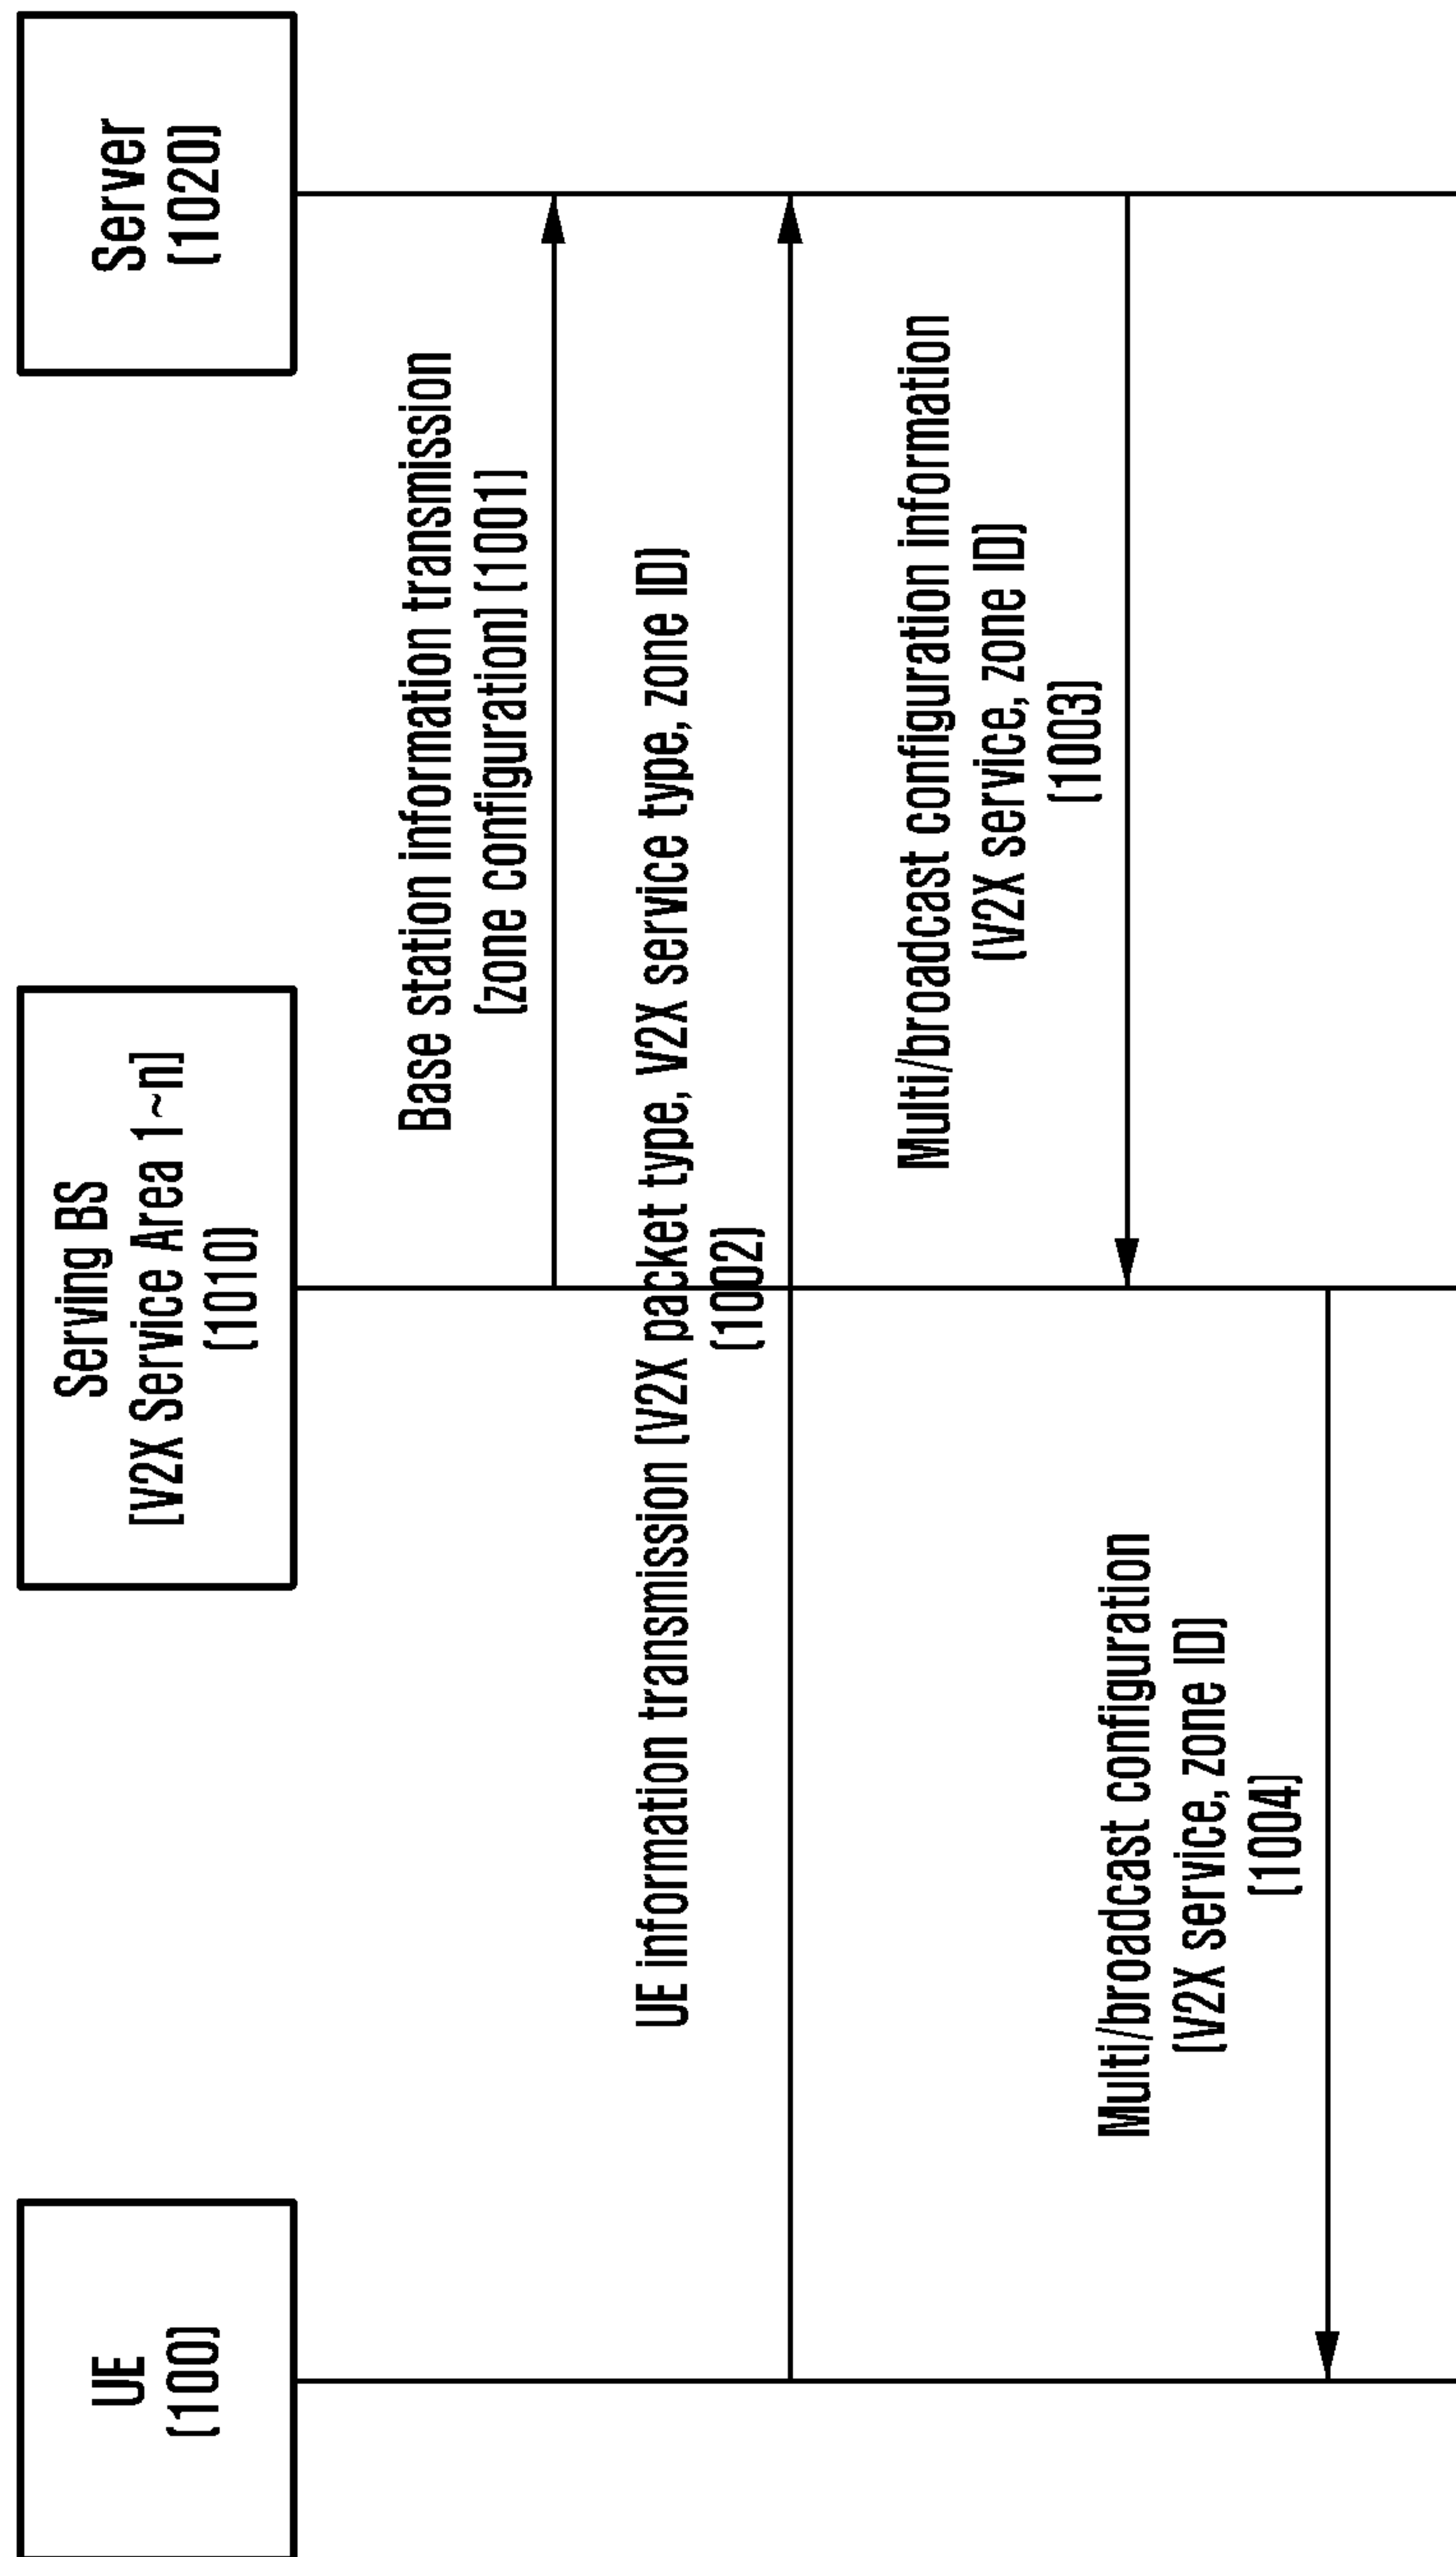 UE
(100)
Serving BS
(V2X Service Area 1~n)
(1010)
Server
(1020)
Base station information transmission
(zone configuration) (1001)
UE information transmission (V2X packet type, V2X service type, zone ID)
(1002)
Multi/broadcast configuration information
(V2X service, zone ID)
(1003)
Multi/broadcast configuration
(V2X service, zone ID)
(1004)